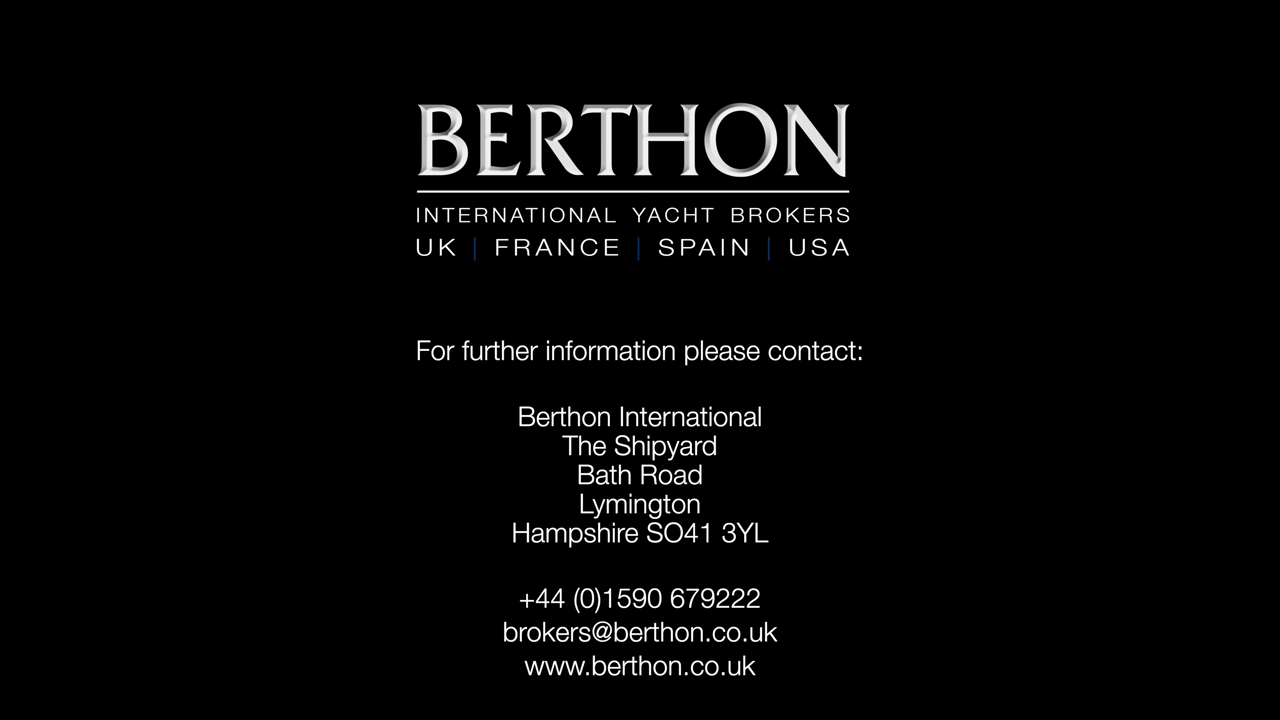 BERTHON
INTERNATIONAL YACHT BROKERS
UK | FRANCE | SPAIN | USA
For further information please contact:
Berthon International
The Shipyard
Bath Road
Lymington
Hampshire SO41 3YL
+44 (0)1590 679222
brokers@berthon.co.uk
www.berthon.co.uk